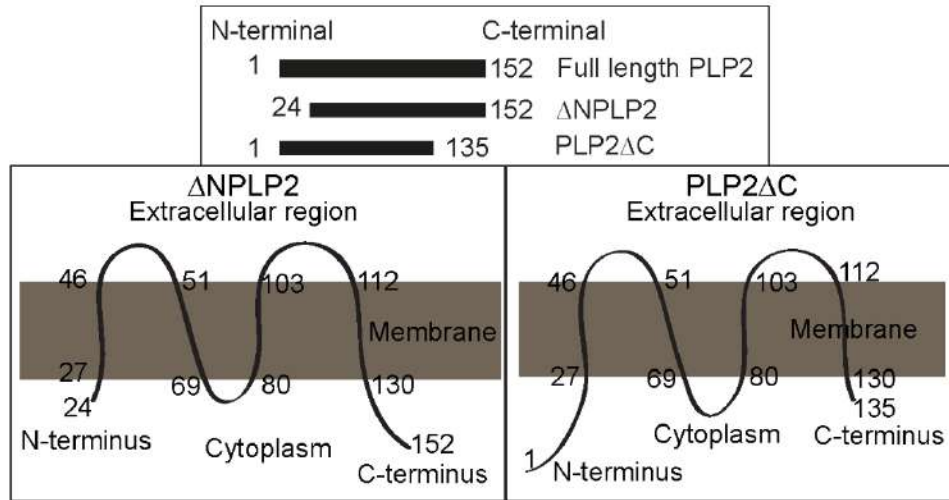 N-terminal C-terminal
1 152 Full length PLP2
24 152 ΔNPLP2
1 135 PLP2ΔC
ΔNPLP2
Extracellular region
46 51 103 112
Membrane
27 69 80 130
24
N-terminus Cytoplasm 152
C-terminus
PLP2ΔC
Extracellular region
46 51 103 112
Membrane
27 69 80 130
135
Cytoplasm C-terminus
1 N-terminus